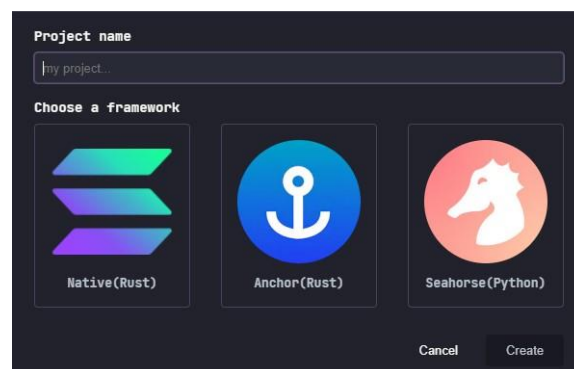 Project name
my project...
Choose a framework
Native(Rust)
Anchor(Rust)
Seahorse(Python)
Cancel
Create